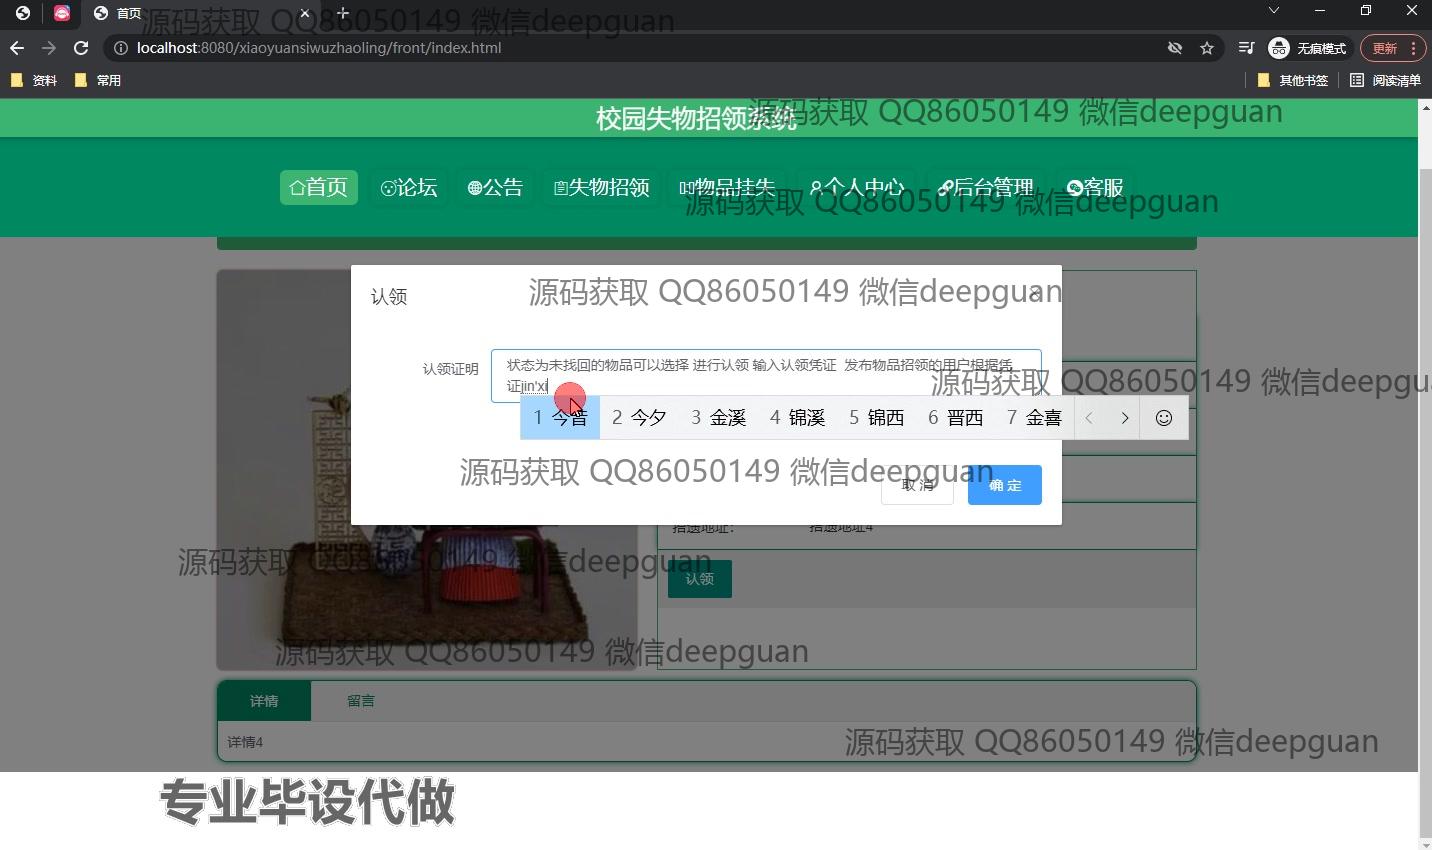 首页
localhost:8080/xiaoyuansiwuzhaoling/front/index.html
无痕模式
更新
资料
常用
其他书签
阅读清单
源码获取 QQ86050149 微信deepguan
校园失物招领系统
源码获取 QQ86050149 微信deepguan
首页
论坛
公告
失物招领
物品挂失
个人中心
后台管理
客服
源码获取 QQ86050149 微信deepguan
认领
源码获取 QQ86050149 微信deepguan
认领证明
状态为未找回的物品可以选择 进行认领 输入认领凭证 发布物品招领的用户根据凭
证jin'xi
源码获取 QQ86050149 微信deepguan
1 今昔 2 今夕 3 金溪 4 锦溪 5 锦西 6 晋西 7 金喜
源码获取 QQ86050149 微信deepguan
取 消
确 定
拾遗地址：
拾遗地址4
源码获取 QQ86050149 微信deepguan
认领
源码获取 QQ86050149 微信deepguan
详情
留言
详情4
源码获取 QQ86050149 微信deepguan
专业毕设代做